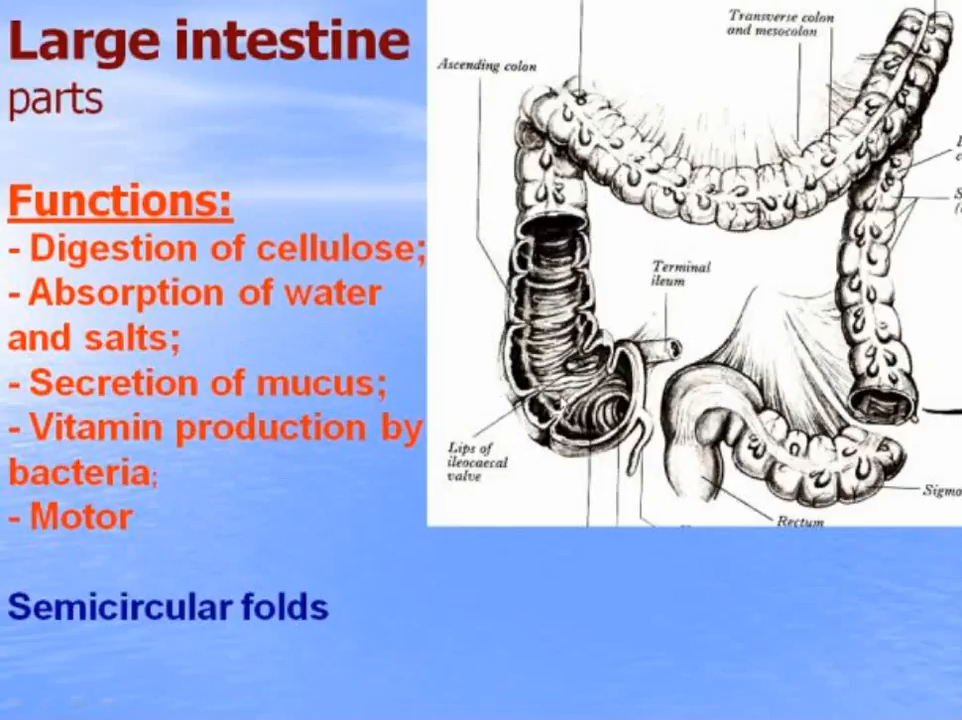 Large intestine
parts
Functions:
- Digestion of cellulose;
- Absorption of water
and salts;
- Secretion of mucus;
- Vitamin production by
bacteria;
- Motor
Semicircular folds
Transverse colon
and mesocolon
Ascending colon
Terminal
ileum
Lips of
ileocaecal
valve
Rectum